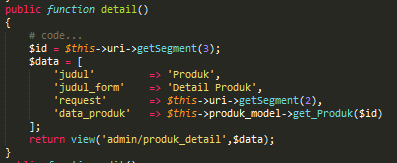 public function detail()
{
# code...
$id = $this->uri->getSegment(3);
$data = [
'judul' => 'Produk',
'judul_form' => 'Detail Produk',
'request' => $this->uri->getSegment(2),
'data_produk' => $this->produk_model->get_Produk($id)
];
return view('admin/produk_detail',$data);
}